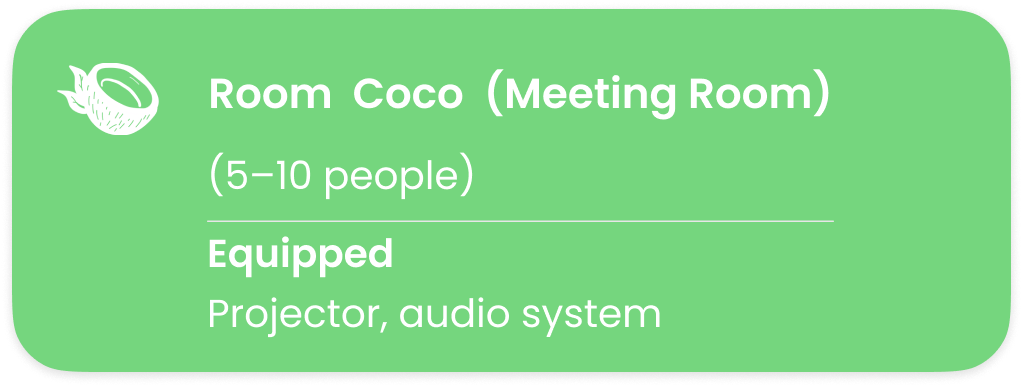 Room Coco (Meeting Room)
(5–10 people)
Equipped
Projector, audio system